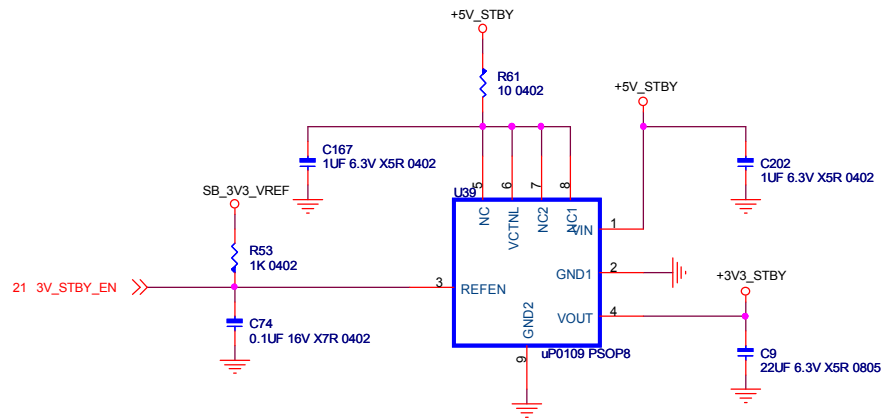 +5V_STBY
R61
10 0402
+5V_STBY
C167
1UF 6.3V X5R 0402
C202
1UF 6.3V X5R 0402
SB_3V3_VREF
U39
5
6
7
8
NC
VCTNL
NC2
NC1
VIN
1
R53
1K 0402
GND1
2
+3V3_STBY
21 3V_STBY_EN
3
REFEN
VOUT
4
C74
0.1UF 16V X7R 0402
GND2
9
uP0109 PSOP8
C9
22UF 6.3V X5R 0805